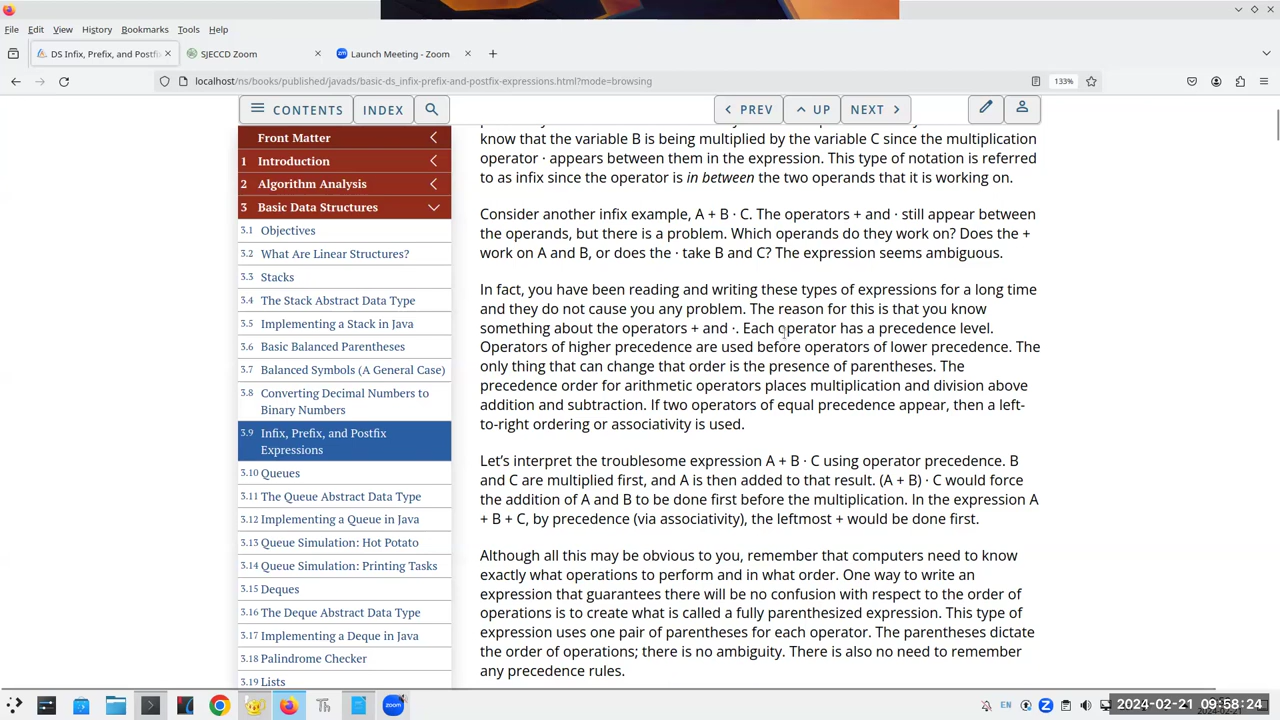 File Edit View History Bookmarks Tools Help
DS Infix, Prefix, and Postfi
SJECCD Zoom
Launch Meeting - Zoom
localhost/ns/books/published/javads/basic-ds_infix-prefix-and-postfix-expressions.html?mode=browsing
133%
CONTENTS INDEX
PREV UP NEXT
Front Matter
1 Introduction
2 Algorithm Analysis
3 Basic Data Structures
3.1 Objectives
3.2 What Are Linear Structures?
3.3 Stacks
3.4 The Stack Abstract Data Type
3.5 Implementing a Stack in Java
3.6 Basic Balanced Parentheses
3.7 Balanced Symbols (A General Case)
3.8 Converting Decimal Numbers to
Binary Numbers
3.9 Infix, Prefix, and Postfix
Expressions
3.10 Queues
3.11 The Queue Abstract Data Type
3.12 Implementing a Queue in Java
3.13 Queue Simulation: Hot Potato
3.14 Queue Simulation: Printing Tasks
3.15 Deques
3.16 The Deque Abstract Data Type
3.17 Implementing a Deque in Java
3.18 Palindrome Checker
3.19 Lists
know that the variable B is being multiplied by the variable C since the multiplication
operator · appears between them in the expression. This type of notation is referred
to as infix since the operator is in between the two operands that it is working on.
Consider another infix example, A + B · C. The operators + and · still appear between
the operands, but there is a problem. Which operands do they work on? Does the +
work on A and B, or does the · take B and C? The expression seems ambiguous.
In fact, you have been reading and writing these types of expressions for a long time
and they do not cause you any problem. The reason for this is that you know
something about the operators + and ·. Each operator has a precedence level.
Operators of higher precedence are used before operators of lower precedence. The
only thing that can change that order is the presence of parentheses. The
precedence order for arithmetic operators places multiplication and division above
addition and subtraction. If two operators of equal precedence appear, then a left-
to-right ordering or associativity is used.
Let's interpret the troublesome expression A + B · C using operator precedence. B
and C are multiplied first, and A is then added to that result. (A + B) · C would force
the addition of A and B to be done first before the multiplication. In the expression A
+ B + C, by precedence (via associativity), the leftmost + would be done first.
Although all this may be obvious to you, remember that computers need to know
exactly what operations to perform and in what order. One way to write an
expression that guarantees there will be no confusion with respect to the order of
operations is to create what is called a fully parenthesized expression. This type of
expression uses one pair of parentheses for each operator. The parentheses dictate
the order of operations; there is no ambiguity. There is also no need to remember
any precedence rules.
Th
zoom
EN
2024-02-21 09:58:24